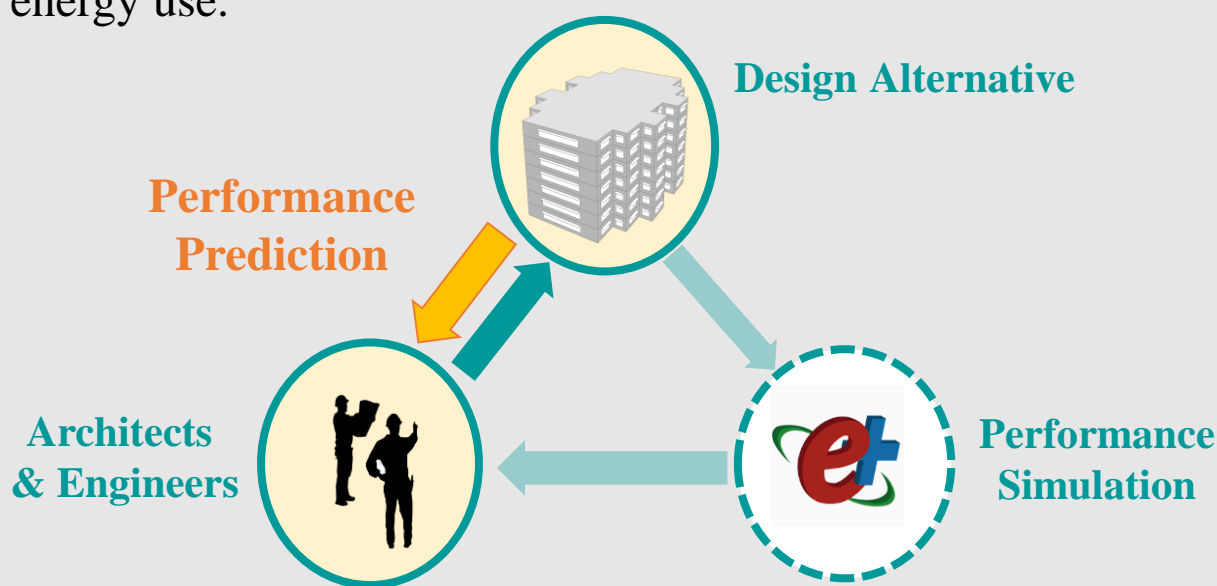 energy use.
Design Alternative
Performance
Prediction
Architects
& Engineers
e+
Performance
Simulation